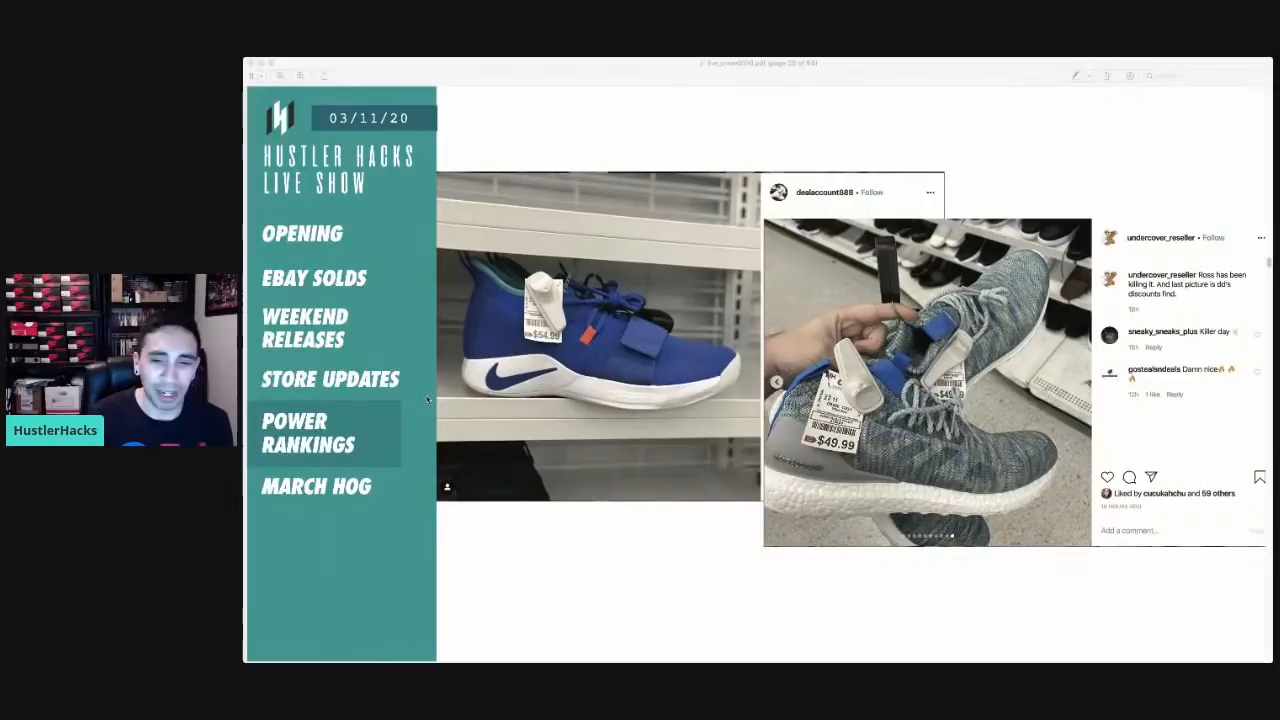 03/11/20
HUSTLER HACKS
LIVE SHOW
OPENING
EBAY SOLDS
WEEKEND
RELEASES
STORE UPDATES
POWER
RANKINGS
MARCH HOG
HustlerHacks
$54.99
dealaccount888 • Follow
$49.99
undercover_reseller • Follow
undercover_reseller Ross has been
killing it. And last picture is dd's
discounts find.
18h
sneaky_sneaks_plus Killer day
15h Reply
gostealsndeals Damn nice🔥🔥
🔥
12h 1 like Reply
Liked by cucukahchu and 59 others
Add a comment...